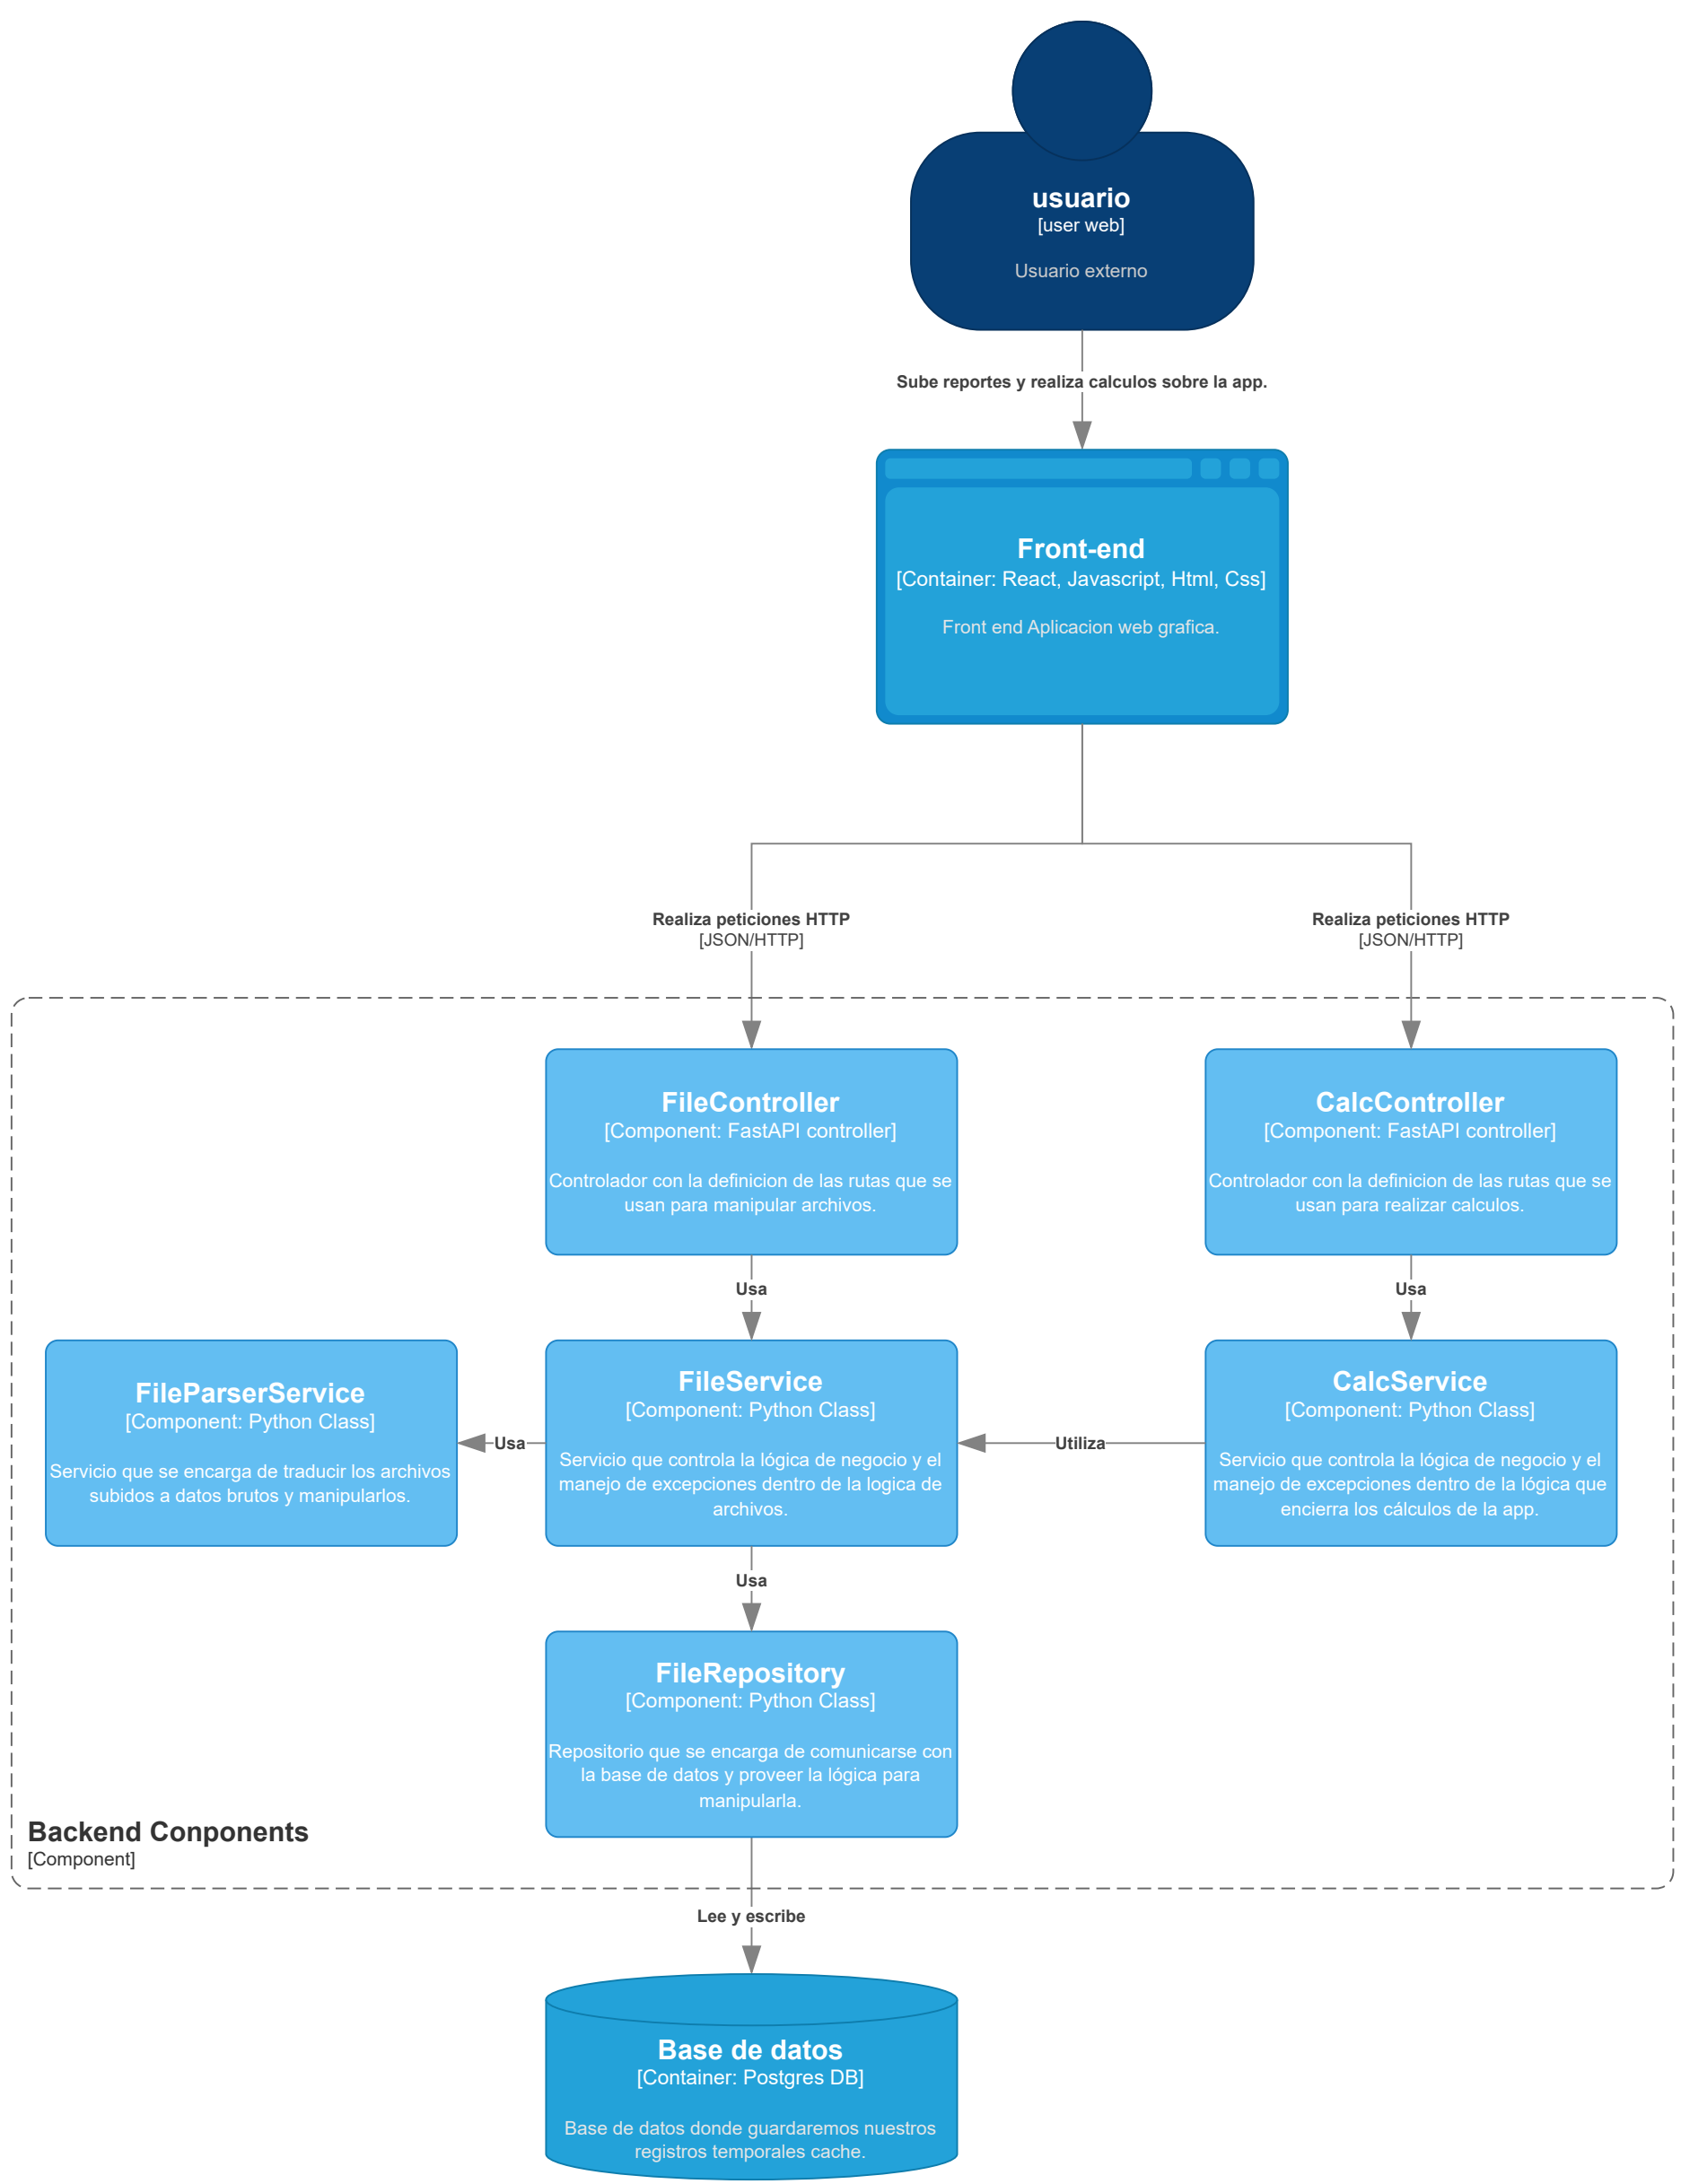 usuario
[user web]
Usuario externo
Sube reportes y realiza calculos sobre la app.
Front-end
[Container: React, Javascript, Html, Css]
Front end Aplicacion web grafica.
Realiza peticiones HTTP
[JSON/HTTP]
Realiza peticiones HTTP
[JSON/HTTP]
FileController
[Component: FastAPI controller]
Controlador con la definicion de las rutas que se
usan para manipular archivos.
CalcController
[Component: FastAPI controller]
Controlador con la definicion de las rutas que se
usan para realizar calculos.
Usa
Usa
FileParserService
[Component: Python Class]
Servicio que se encarga de traducir los archivos
subidos a datos brutos y manipularlos.
Usa
FileService
[Component: Python Class]
Servicio que controla la lógica de negocio y el
manejo de excepciones dentro de la logica de
archivos.
Utiliza
CalcService
[Component: Python Class]
Servicio que controla la lógica de negocio y el
manejo de excepciones dentro de la lógica que
encierra los cálculos de la app.
Usa
FileRepository
[Component: Python Class]
Repositorio que se encarga de comunicarse con
la base de datos y proveer la lógica para
manipularla.
Backend Conponents
[Component]
Lee y escribe
Base de datos
[Container: Postgres DB]
Base de datos donde guardaremos nuestros
registros temporales cache.